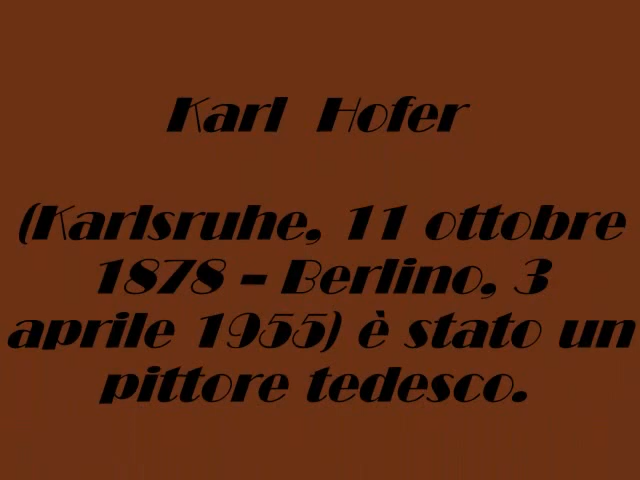 Karl Hofer
(Karlsruhe, 11 ottobre
1878 – Berlino, 3
aprile 1955) è stato un
pittore tedesco.